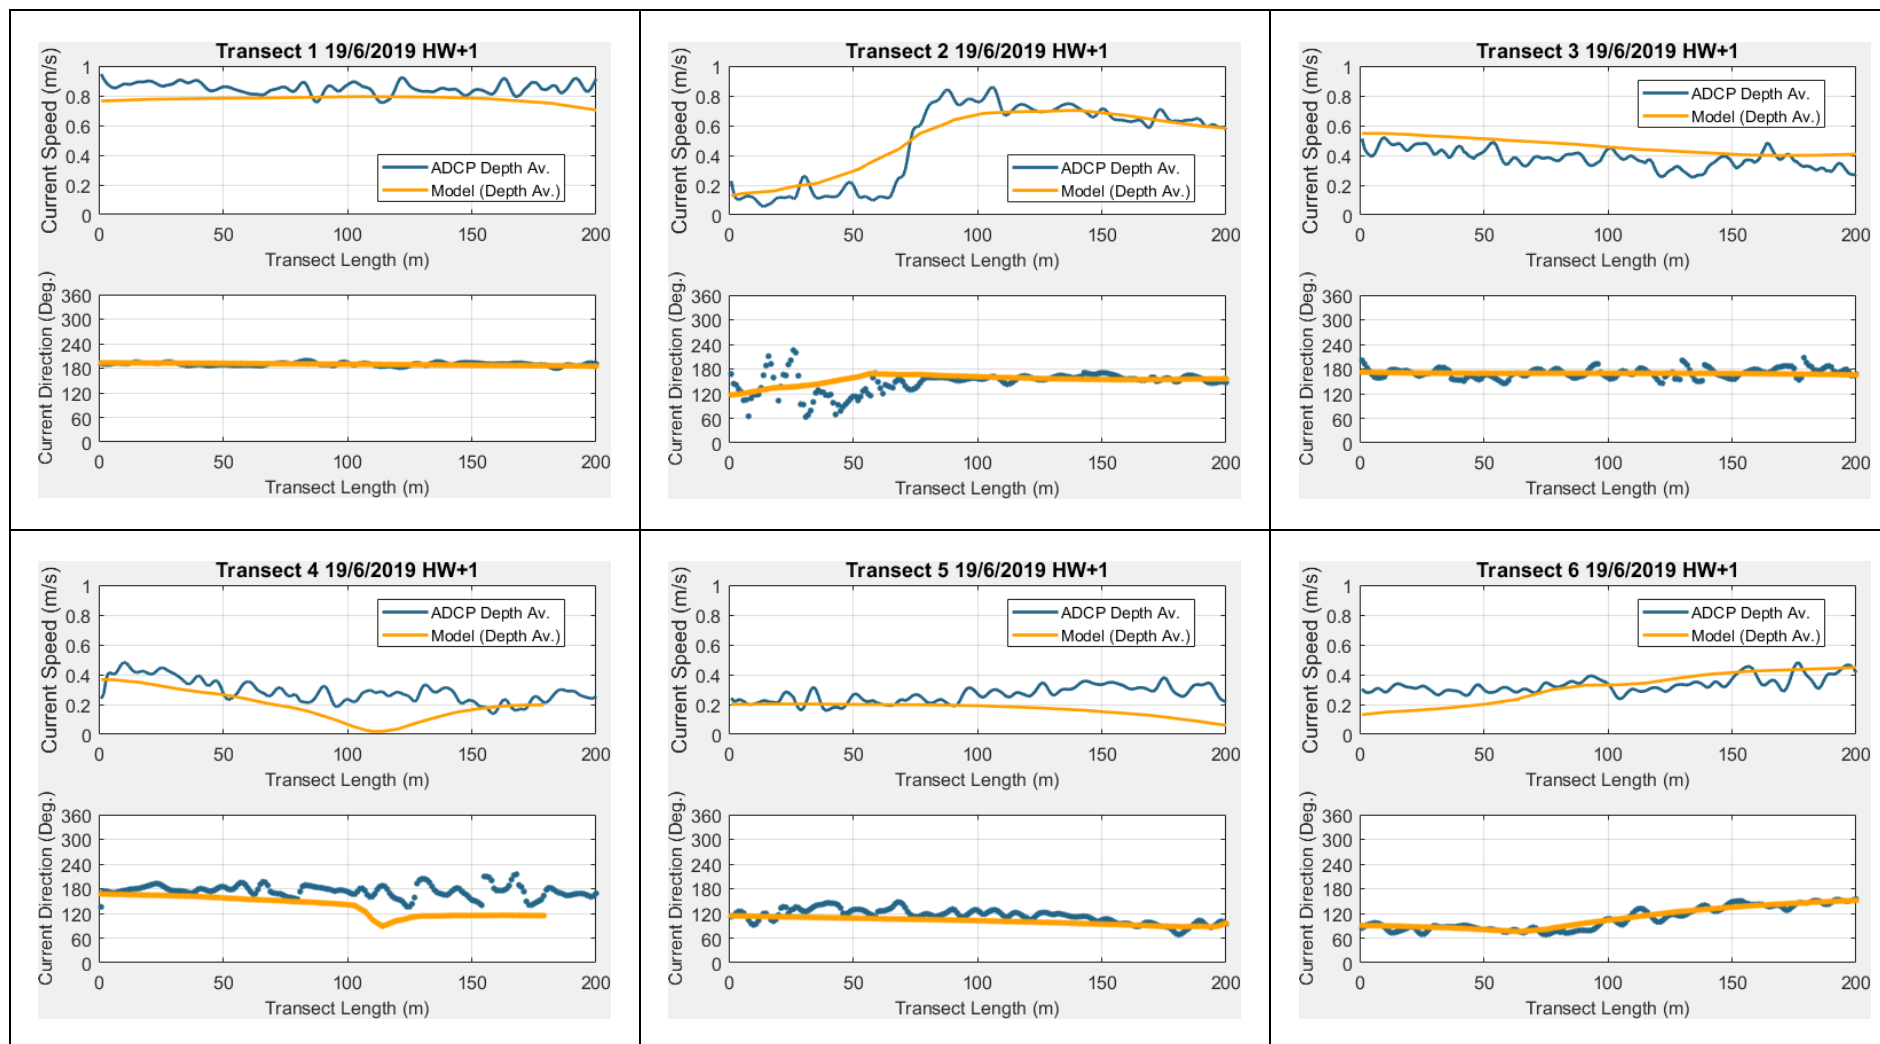 Transect 1 19/6/2019 HW+1
Current Speed (m/s)
1
0.8
0.6
0.4
0.2
0
ADCP Depth Av.
Model (Depth Av.)
0 50 100 150 200
Transect Length (m)
Current Direction (Deg.)
360
300
240
180
120
60
0
0 50 100 150 200
Transect Length (m)
Transect 2 19/6/2019 HW+1
Current Speed (m/s)
1
0.8
0.6
0.4
0.2
0
ADCP Depth Av.
Model (Depth Av.)
0 50 100 150 200
Transect Length (m)
Current Direction (Deg.)
360
300
240
180
120
60
0
0 50 100 150 200
Transect Length (m)
Transect 3 19/6/2019 HW+1
Current Speed (m/s)
1
0.8
0.6
0.4
0.2
0
ADCP Depth Av.
Model (Depth Av.)
0 50 100 150 200
Transect Length (m)
Current Direction (Deg.)
360
300
240
180
120
60
0
0 50 100 150 200
Transect Length (m)
Transect 4 19/6/2019 HW+1
Current Speed (m/s)
1
0.8
0.6
0.4
0.2
0
ADCP Depth Av.
Model (Depth Av.)
0 50 100 150 200
Transect Length (m)
Current Direction (Deg.)
360
300
240
180
120
60
0
0 50 100 150 200
Transect Length (m)
Transect 5 19/6/2019 HW+1
Current Speed (m/s)
1
0.8
0.6
0.4
0.2
0
ADCP Depth Av.
Model (Depth Av.)
0 50 100 150 200
Transect Length (m)
Current Direction (Deg.)
360
300
240
180
120
60
0
0 50 100 150 200
Transect Length (m)
Transect 6 19/6/2019 HW+1
Current Speed (m/s)
1
0.8
0.6
0.4
0.2
0
ADCP Depth Av.
Model (Depth Av.)
0 50 100 150 200
Transect Length (m)
Current Direction (Deg.)
360
300
240
180
120
60
0
0 50 100 150 200
Transect Length (m)